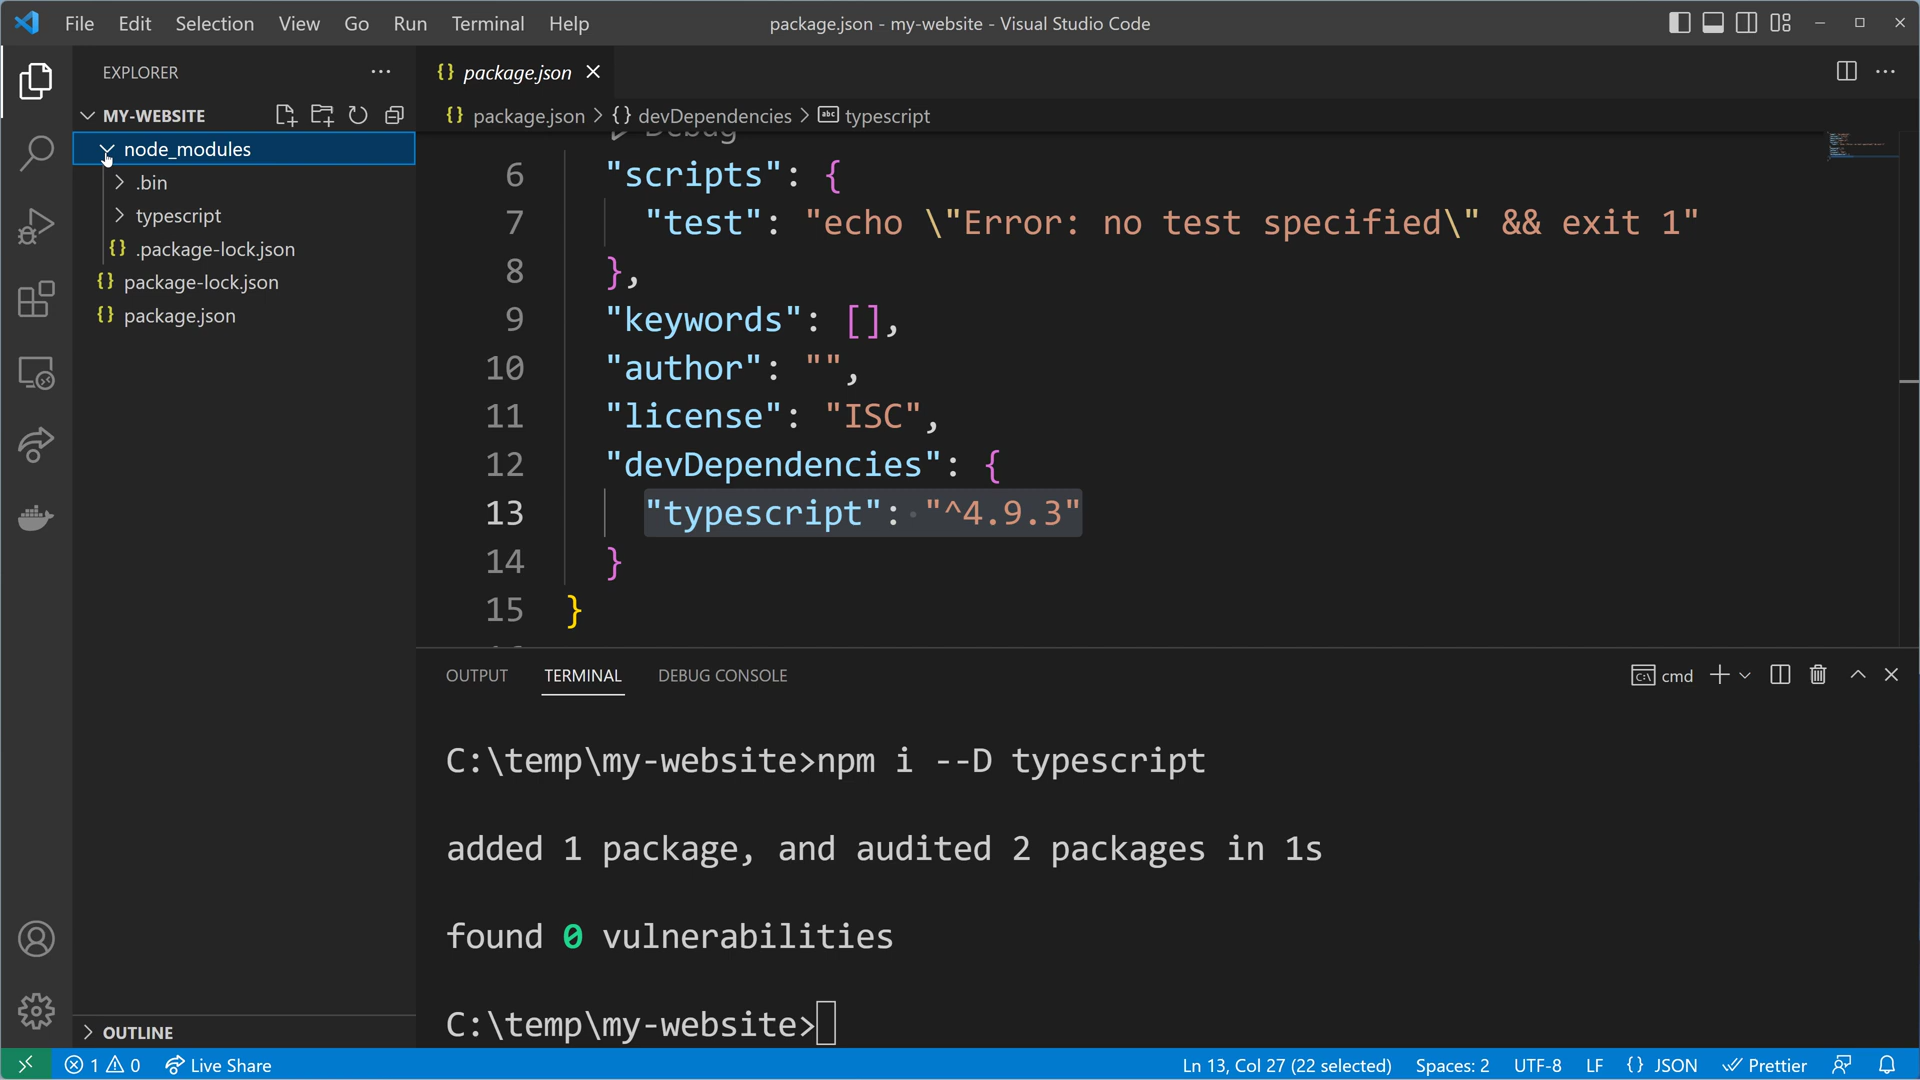 File Edit Selection View Go Run Terminal Help
package.json - my-website - Visual Studio Code
EXPLORER
MY-WEBSITE
node_modules
.bin
typescript
{} .package-lock.json
{} package-lock.json
{} package.json
OUTLINE
{} package.json
{} package.json > {} devDependencies > abc typescript
Debug
6 "scripts": {
7 "test": "echo \"Error: no test specified\" && exit 1"
8 },
9 "keywords": [],
10 "author": "",
11 "license": "ISC",
12 "devDependencies": {
13 "typescript": "^4.9.3"
14 }
15 }
OUTPUT TERMINAL DEBUG CONSOLE
cmd
C:\temp\my-website>npm i --D typescript
added 1 package, and audited 2 packages in 1s
found 0 vulnerabilities
C:\temp\my-website>
1 0 Live Share
Ln 13, Col 27 (22 selected) Spaces: 2 UTF-8 LF {} JSON Prettier